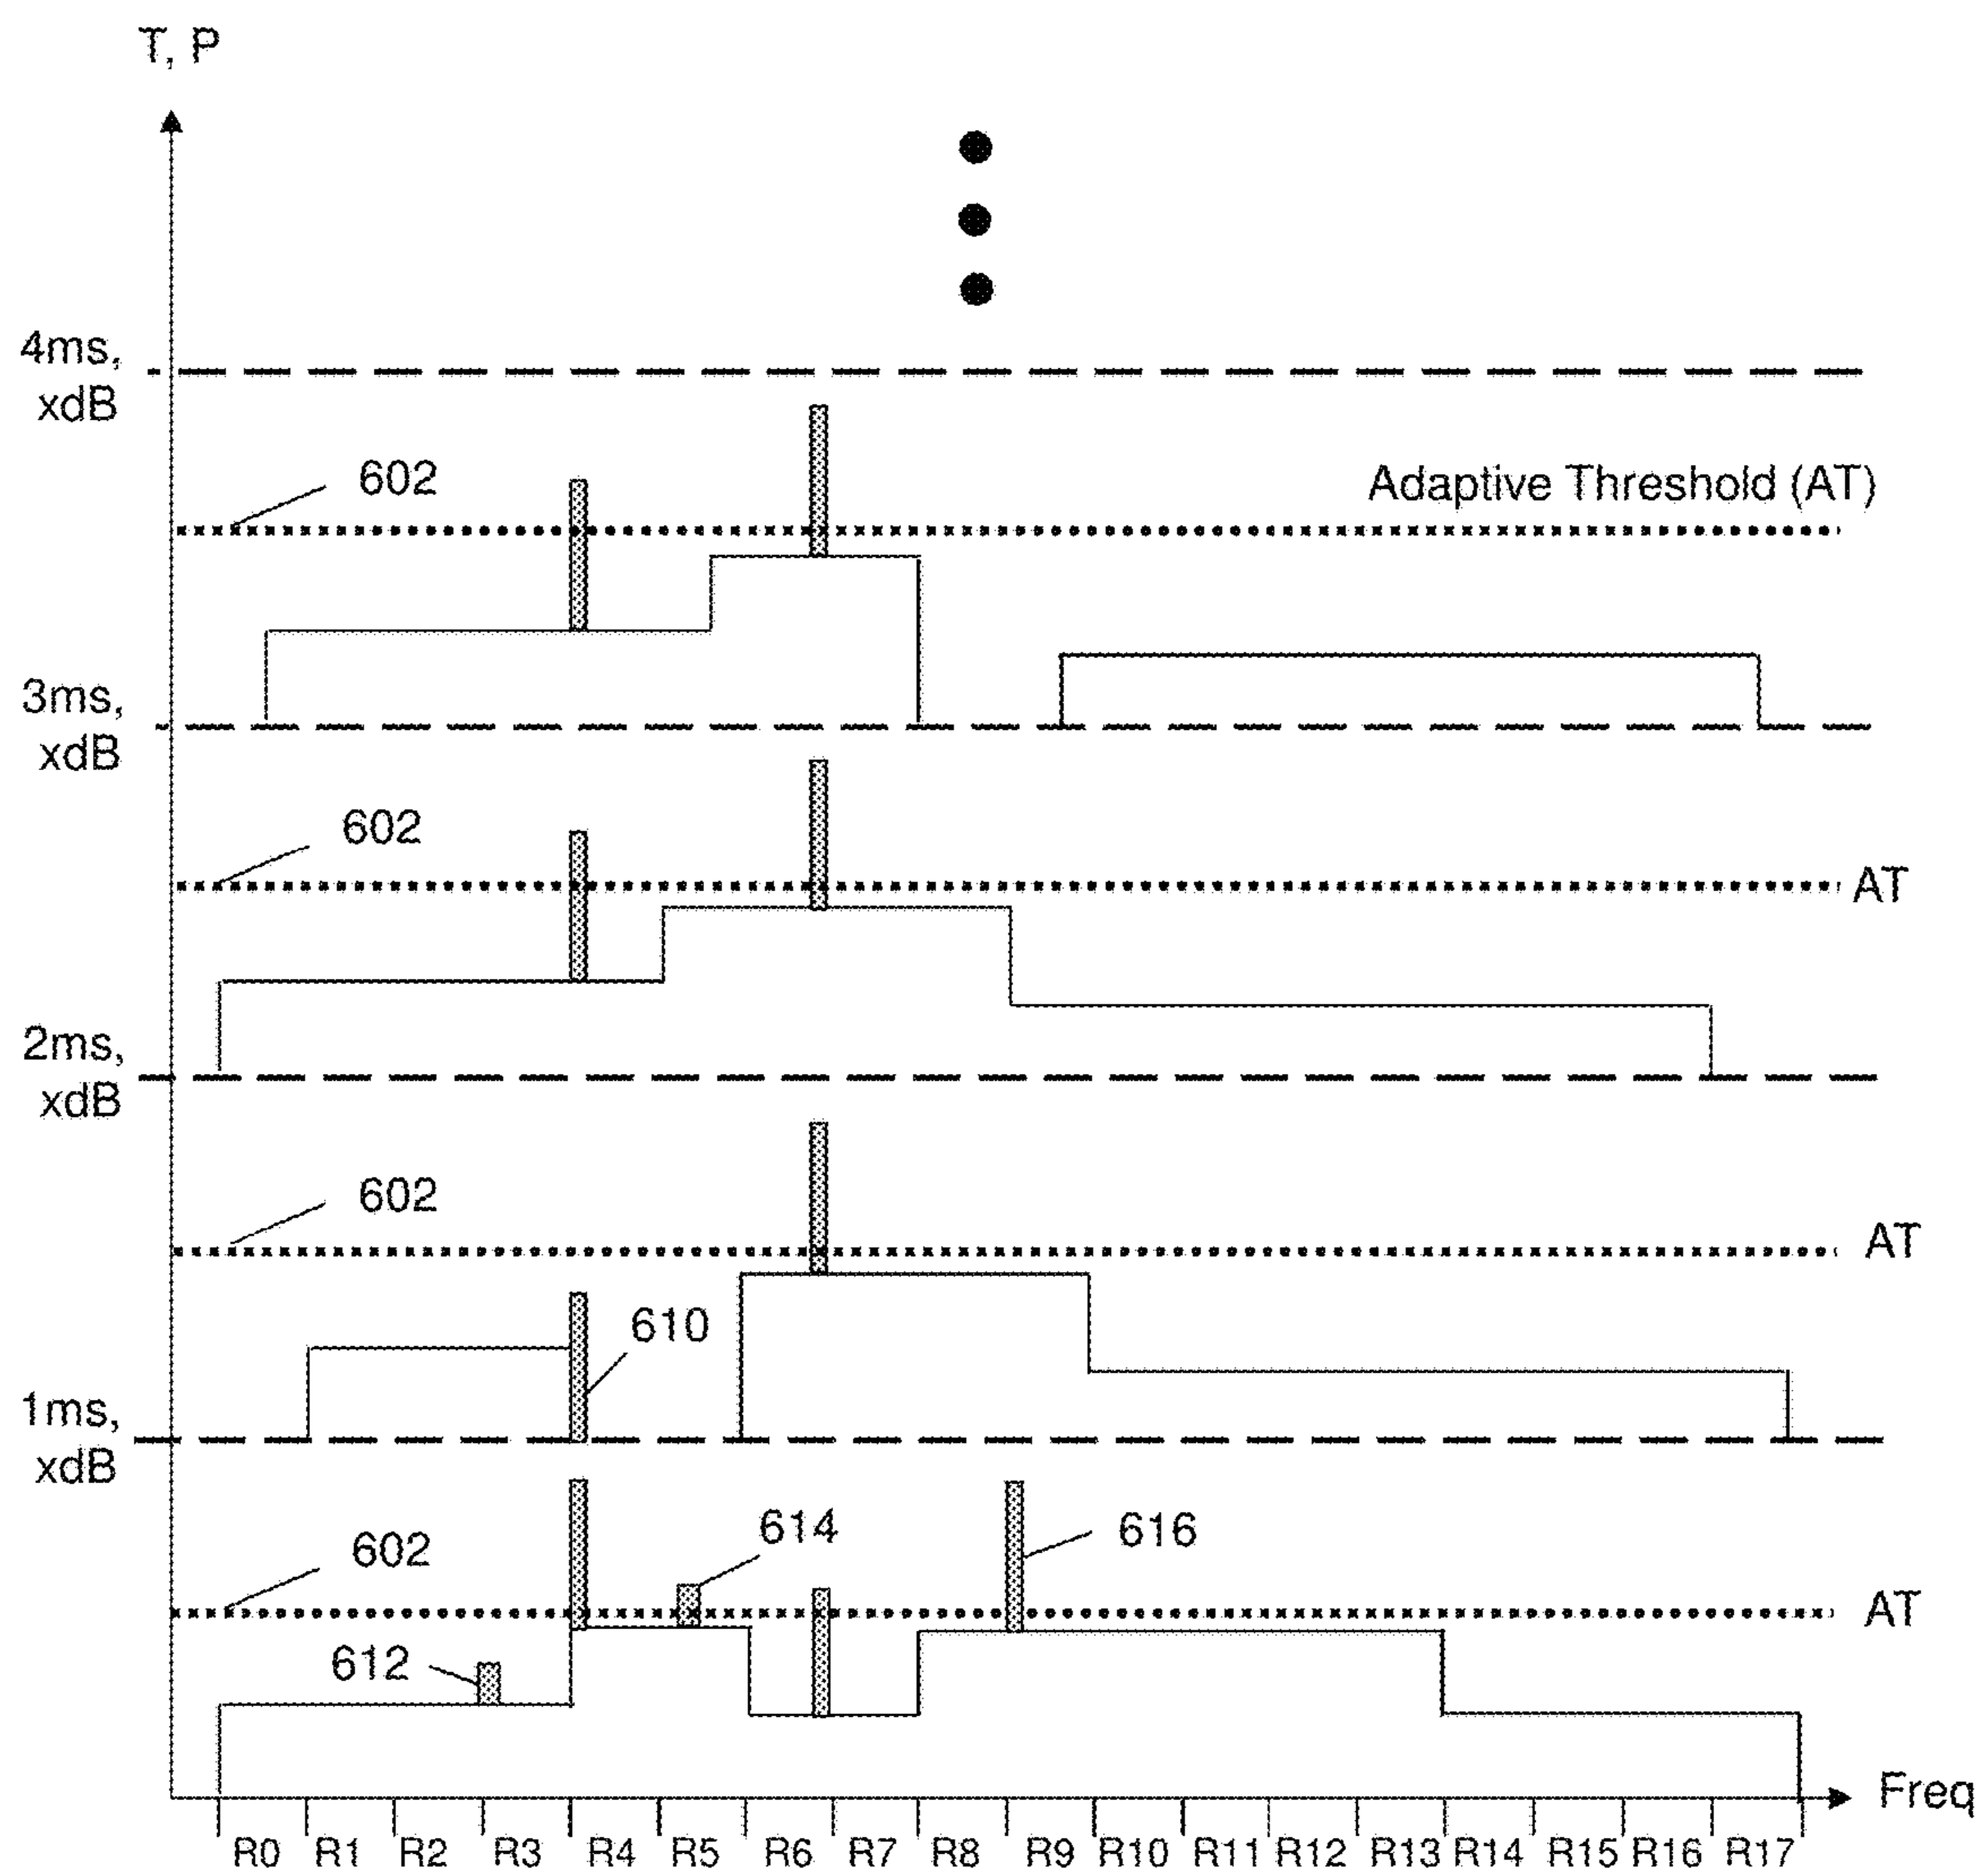 T, P
4ms,
xdB
602
Adaptive Threshold (AT)
3ms,
xdB
602
AT
2ms,
xdB
602
AT
610
1ms,
xdB
614
616
602
AT
612
Freq
R0 R1 R2 R3 R4 R5 R6 R7 R8 R9 R10 R11 R12 R13 R14 R15 R16 R17